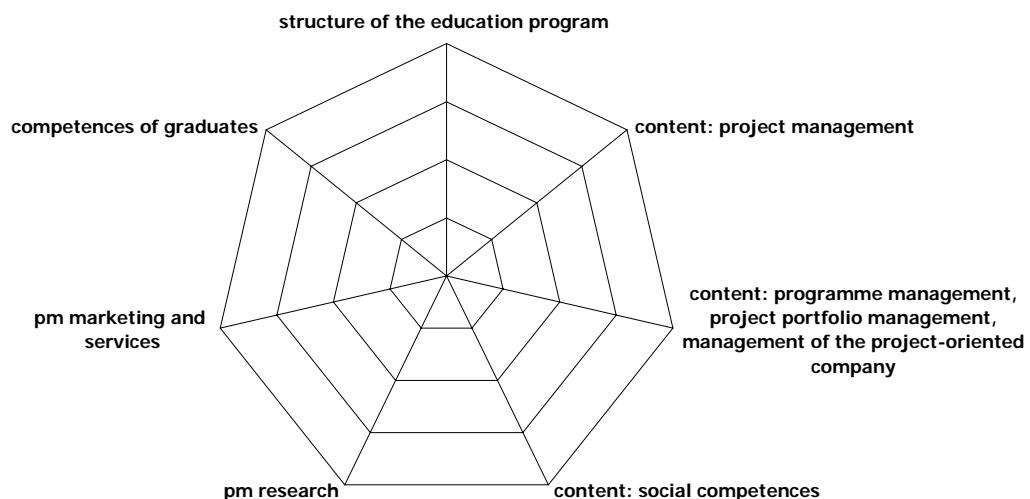 structure of the education program
competences of graduates
content: project management
pm marketing and
services
content: programme management,
project portfolio management,
management of the project-oriented
company
pm research
content: social competences